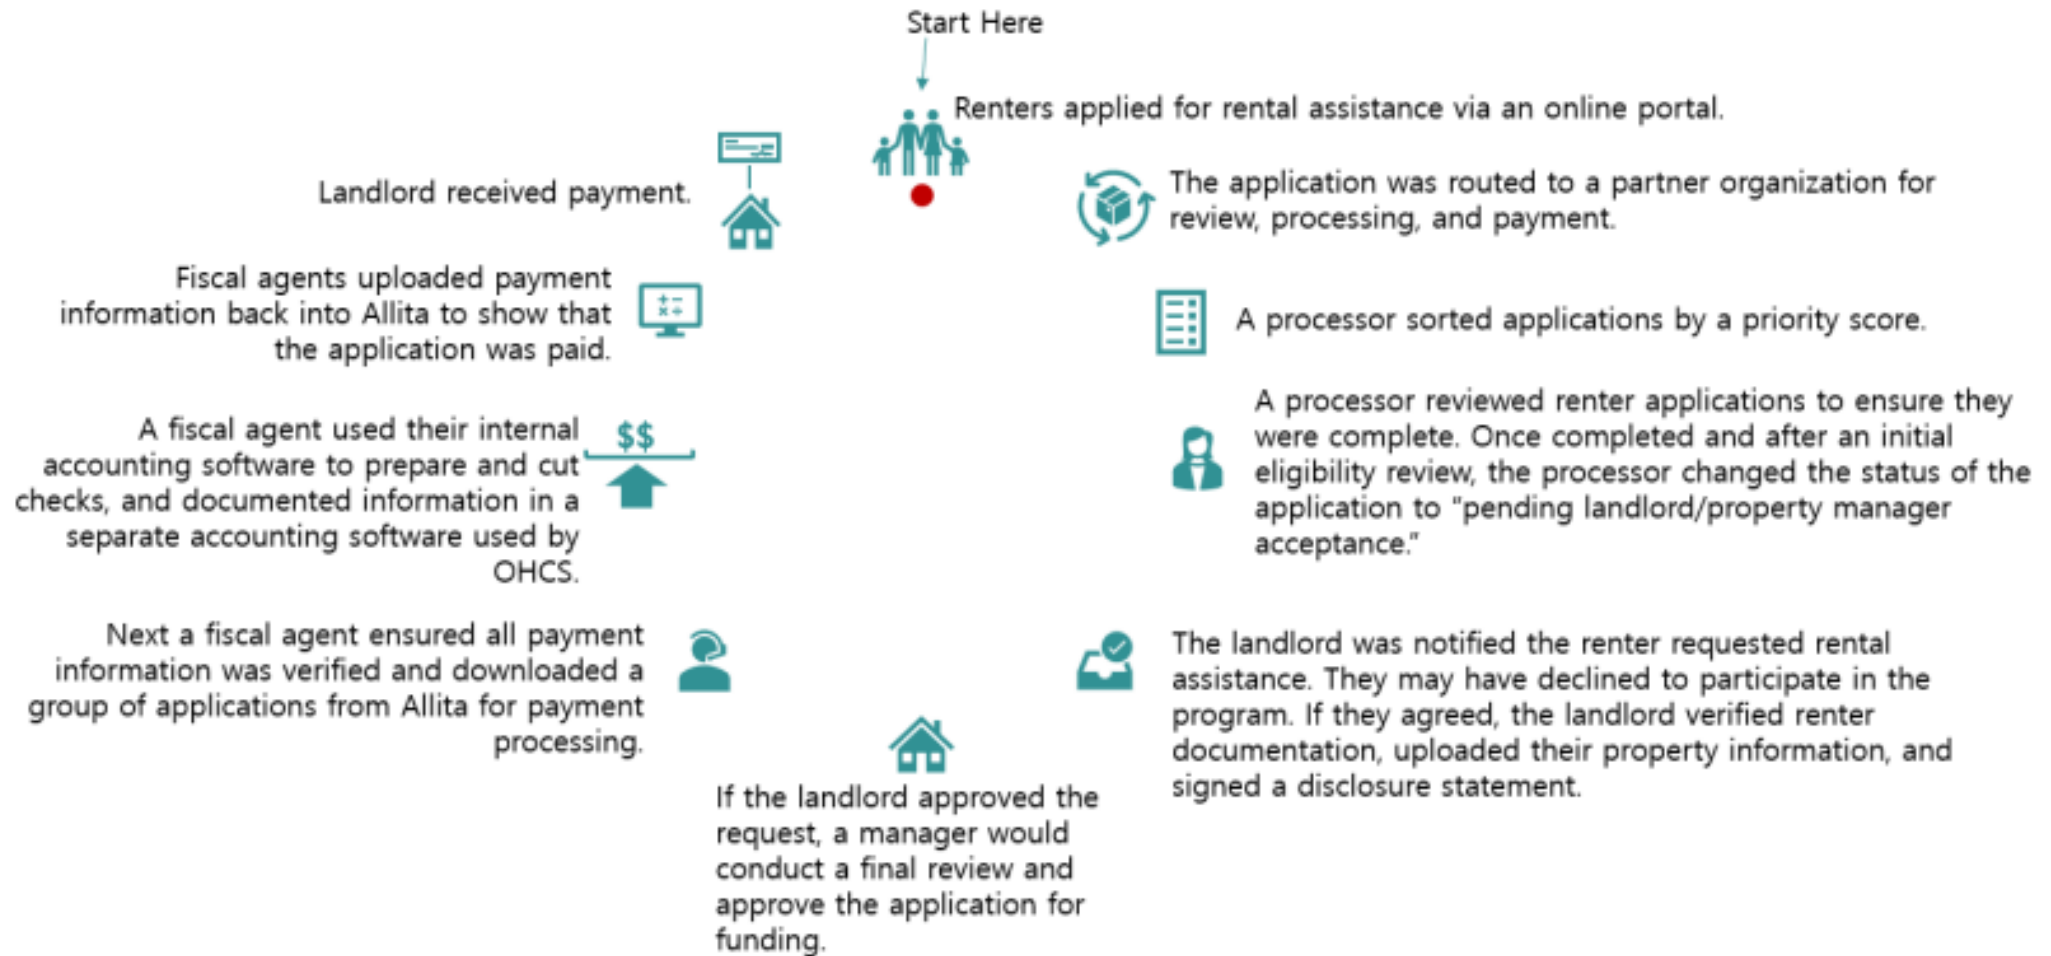 Start Here
Renters applied for rental assistance via an online portal.
The application was routed to a partner organization for
review, processing, and payment.
A processor sorted applications by a priority score.
A processor reviewed renter applications to ensure they
were complete. Once completed and after an initial
eligibility review, the processor changed the status of the
application to "pending landlord/property manager
acceptance."
The landlord was notified the renter requested rental
assistance. They may have declined to participate in the
program. If they agreed, the landlord verified renter
documentation, uploaded their property information, and
signed a disclosure statement.
If the landlord approved the
request, a manager would
conduct a final review and
approve the application for
funding.
Next a fiscal agent ensured all payment
information was verified and downloaded a
group of applications from Allita for payment
processing.
$$
A fiscal agent used their internal
accounting software to prepare and cut
checks, and documented information in a
separate accounting software used by
OHCS.
Fiscal agents uploaded payment
information back into Allita to show that
the application was paid.
Landlord received payment.